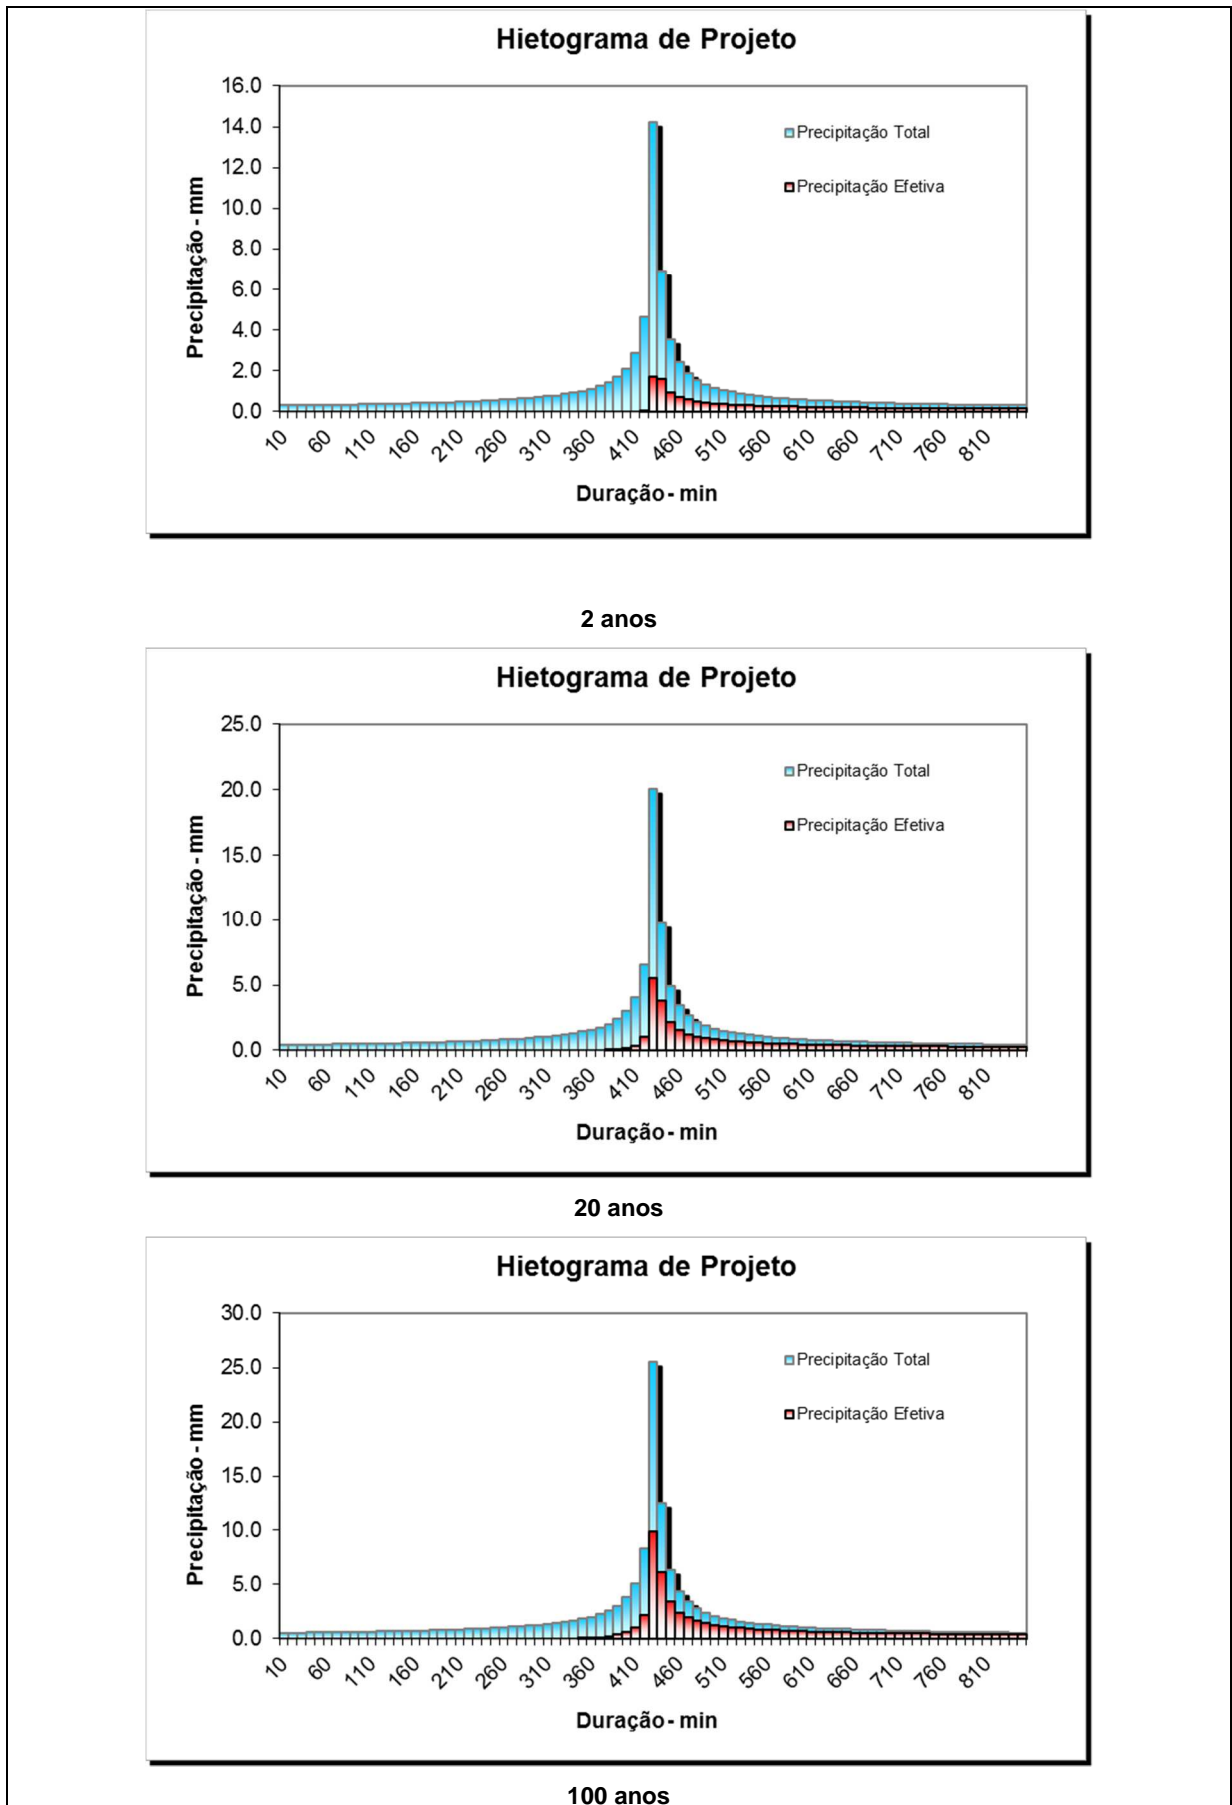 Hietograma de Projeto
16.0
14.0
12.0
10.0
8.0
6.0
4.0
2.0
0.0
Precipitação - mm
Precipitação Total
Precipitação Efetiva
10 60 110 160 210 260 310 360 410 460 510 560 610 660 710 760 810
Duração - min
2 anos
Hietograma de Projeto
25.0
20.0
15.0
10.0
5.0
0.0
Precipitação - mm
Precipitação Total
Precipitação Efetiva
10 60 110 160 210 260 310 360 410 460 510 560 610 660 710 760 810
Duração - min
20 anos
Hietograma de Projeto
30.0
25.0
20.0
15.0
10.0
5.0
0.0
Precipitação - mm
Precipitação Total
Precipitação Efetiva
10 60 110 160 210 260 310 360 410 460 510 560 610 660 710 760 810
Duração - min
100 anos